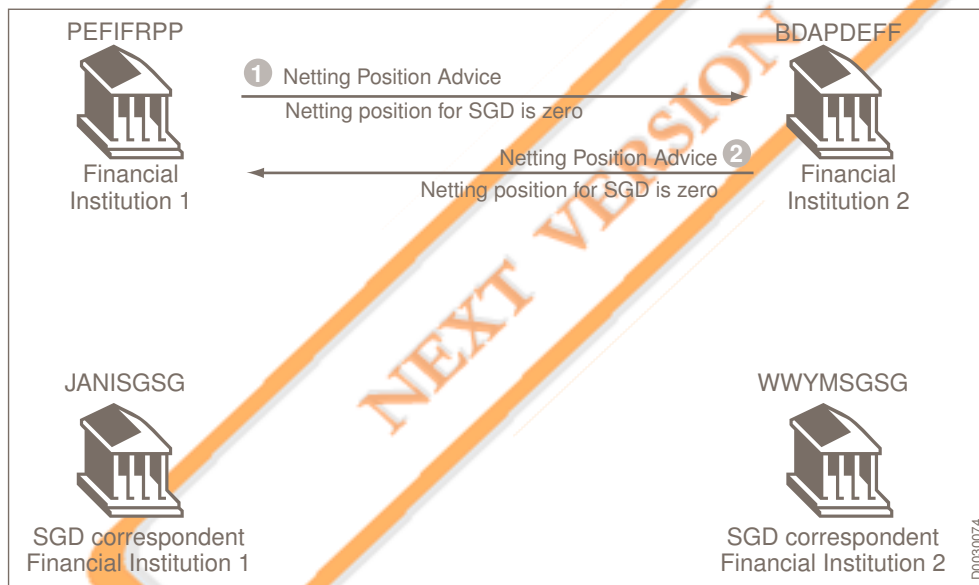 PEFIFRPP
BDAPDEFF
1 Netting Position Advice
Netting position for SGD is zero
Netting Position Advice 2
Netting position for SGD is zero
Financial
Institution 1
Financial
Institution 2
NEXT VERSION
JANISGSG
WWYMSGSG
SGD correspondent
Financial Institution 1
SGD correspondent
Financial Institution 2
D1030074